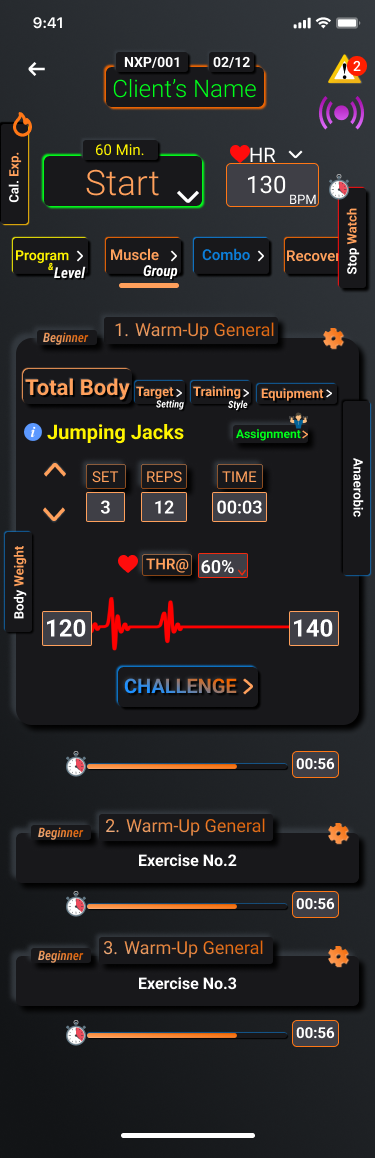 9:41
NXP/001 02/12
2
Client's Name
Cal. Exp.
60 Min.
Start
HR
130
BPM
Stop Watch
Program
& Level
Muscle
Group
Combo
Recover
Beginner
1. Warm-Up General
Total Body
Target
Setting
Training
Style
Equipment
i
Jumping Jacks
Assignment
Anaerobic
SET
REPS
TIME
3
12
00:03
Body Weight
THR@
60%
120
140
CHALLENGE
00:56
Beginner
2. Warm-Up General
Exercise No.2
00:56
Beginner
3. Warm-Up General
Exercise No.3
00:56